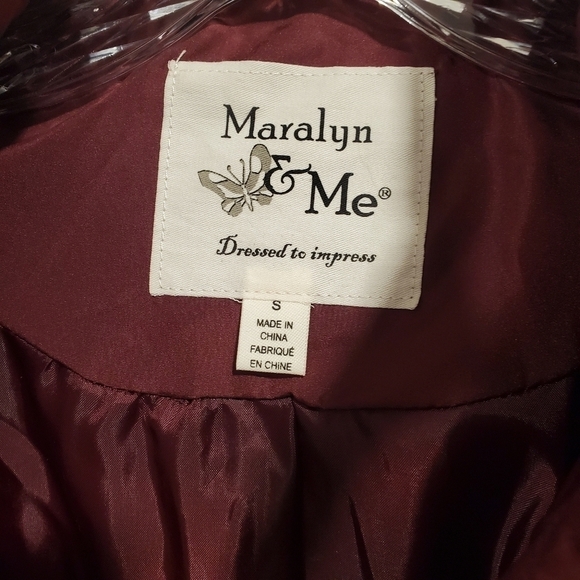 Maralyn
& Me®
Dressed to impress
S
MADE IN
CHINA
FABRIQUÉ
EN CHINE